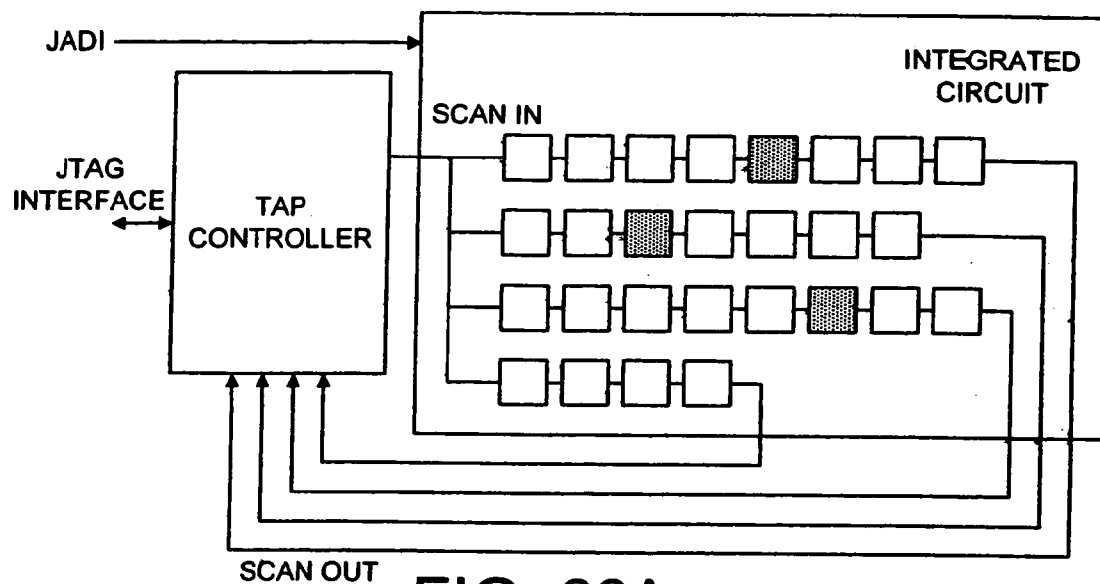 JADI
INTEGRATED
CIRCUIT
SCAN IN
JTAG
INTERFACE
TAP
CONTROLLER
SCAN OUT